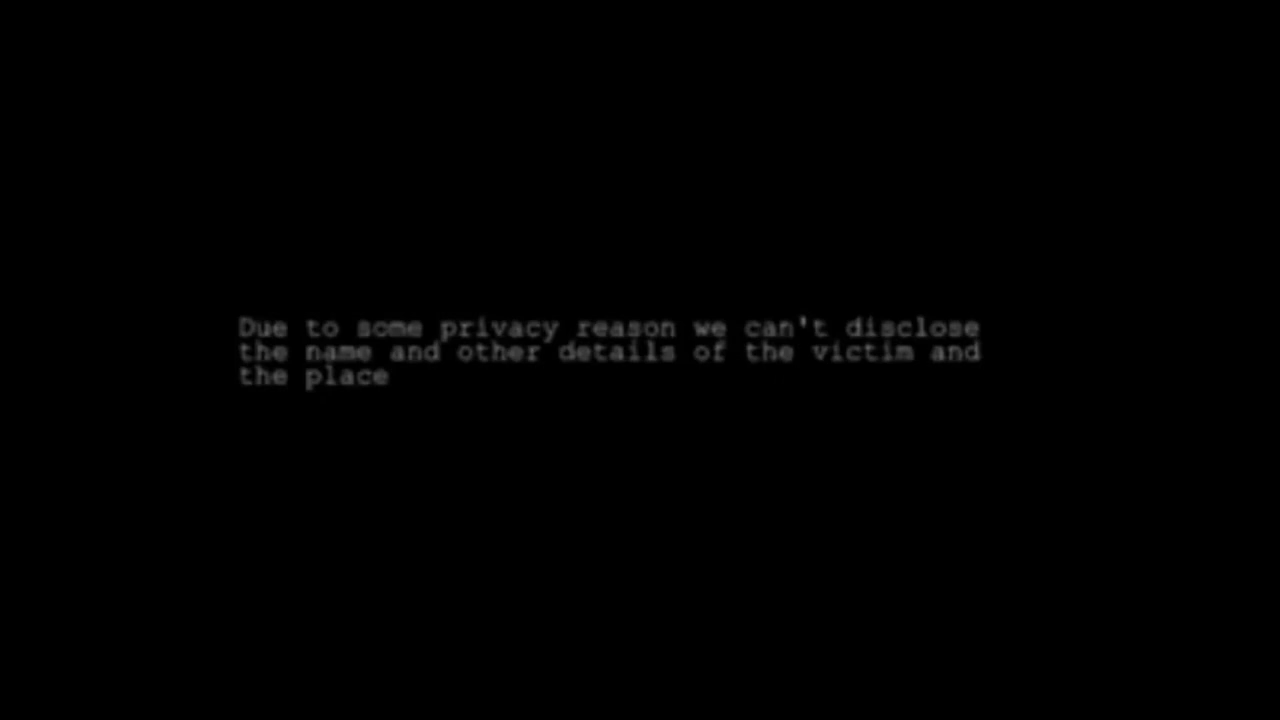 Due to some privacy reason we can't disclose
the name and other details of the victim and
the place